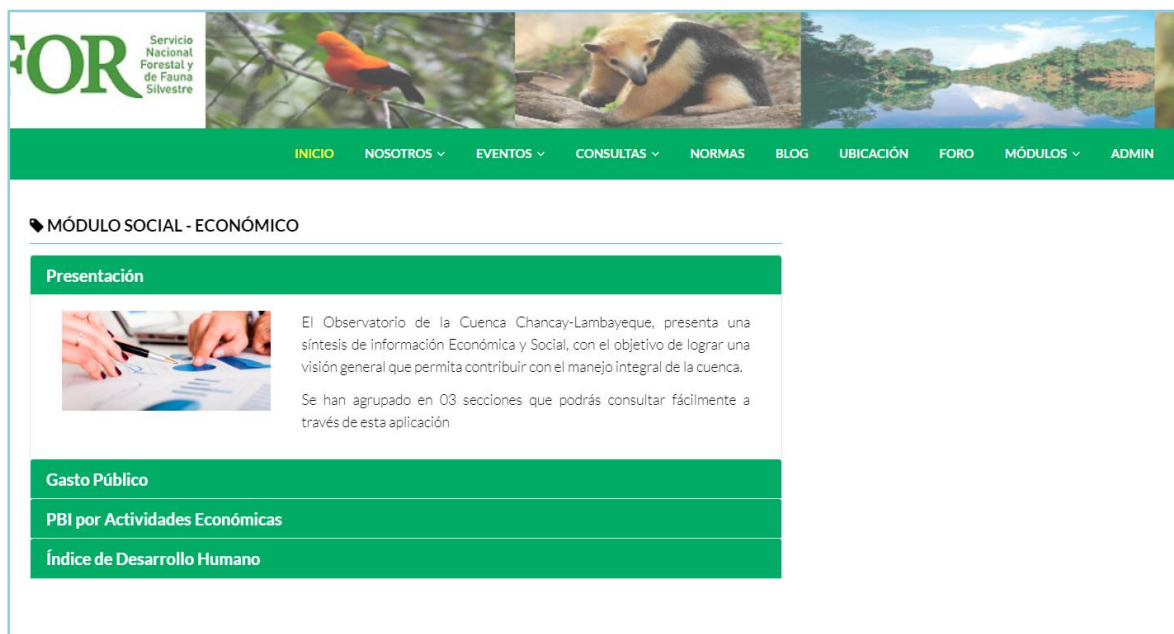 FOR
Servicio
Nacional
Forestal y
de Fauna
Silvestre
INICIO NOSOTROS EVENTOS CONSULTAS NORMAS BLOG UBICACIÓN FORO MÓDULOS ADMIN
MÓDULO SOCIAL - ECONÓMICO
Presentación
El Observatorio de la Cuenca Chancay-Lambayeque, presenta una
síntesis de información Económica y Social, con el objetivo de lograr una
visión general que permita contribuir con el manejo integral de la cuenca.
Se han agrupado en 03 secciones que podrás consultar fácilmente a
través de esta aplicación
Gasto Público
PBI por Actividades Económicas
Índice de Desarrollo Humano